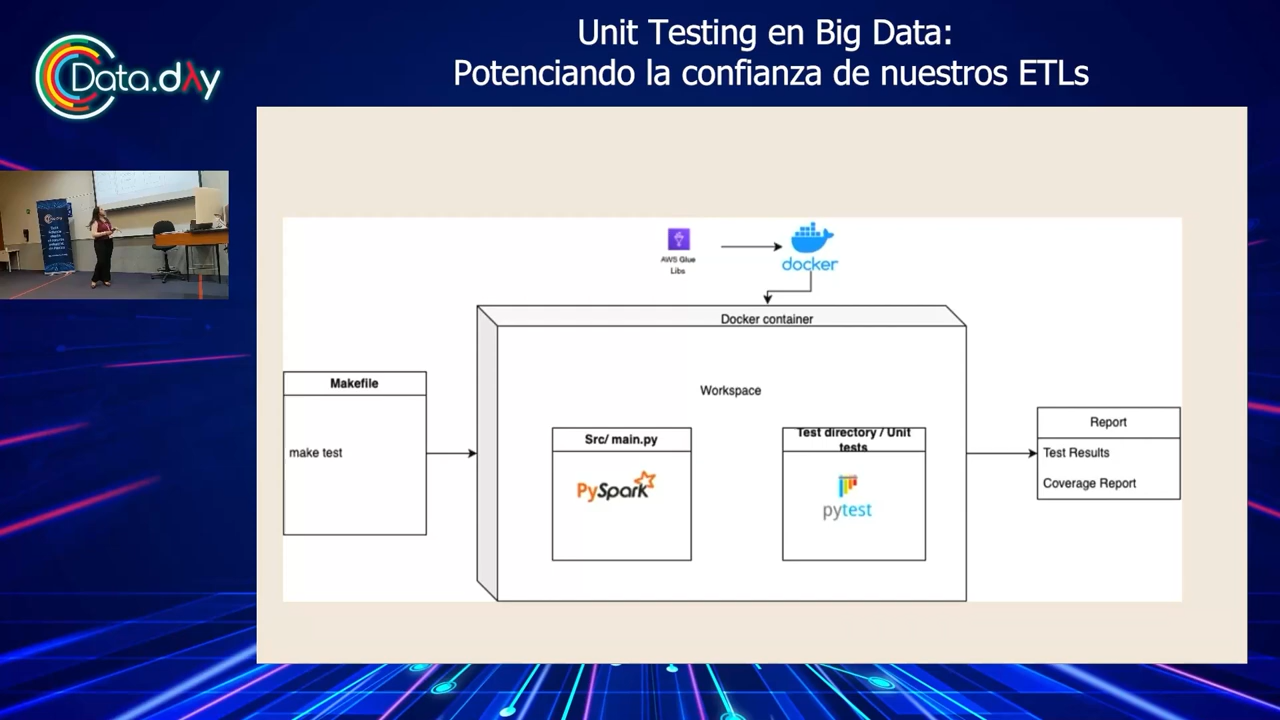 Unit Testing en Big Data:
Potenciando la confianza de nuestros ETLs
Data.day
AWS Glue
Libs
docker
Docker container
Makefile
make test
Workspace
Src/ main.py
PySpark
Test directory / Unit
tests
pytest
Report
Test Results
Coverage Report